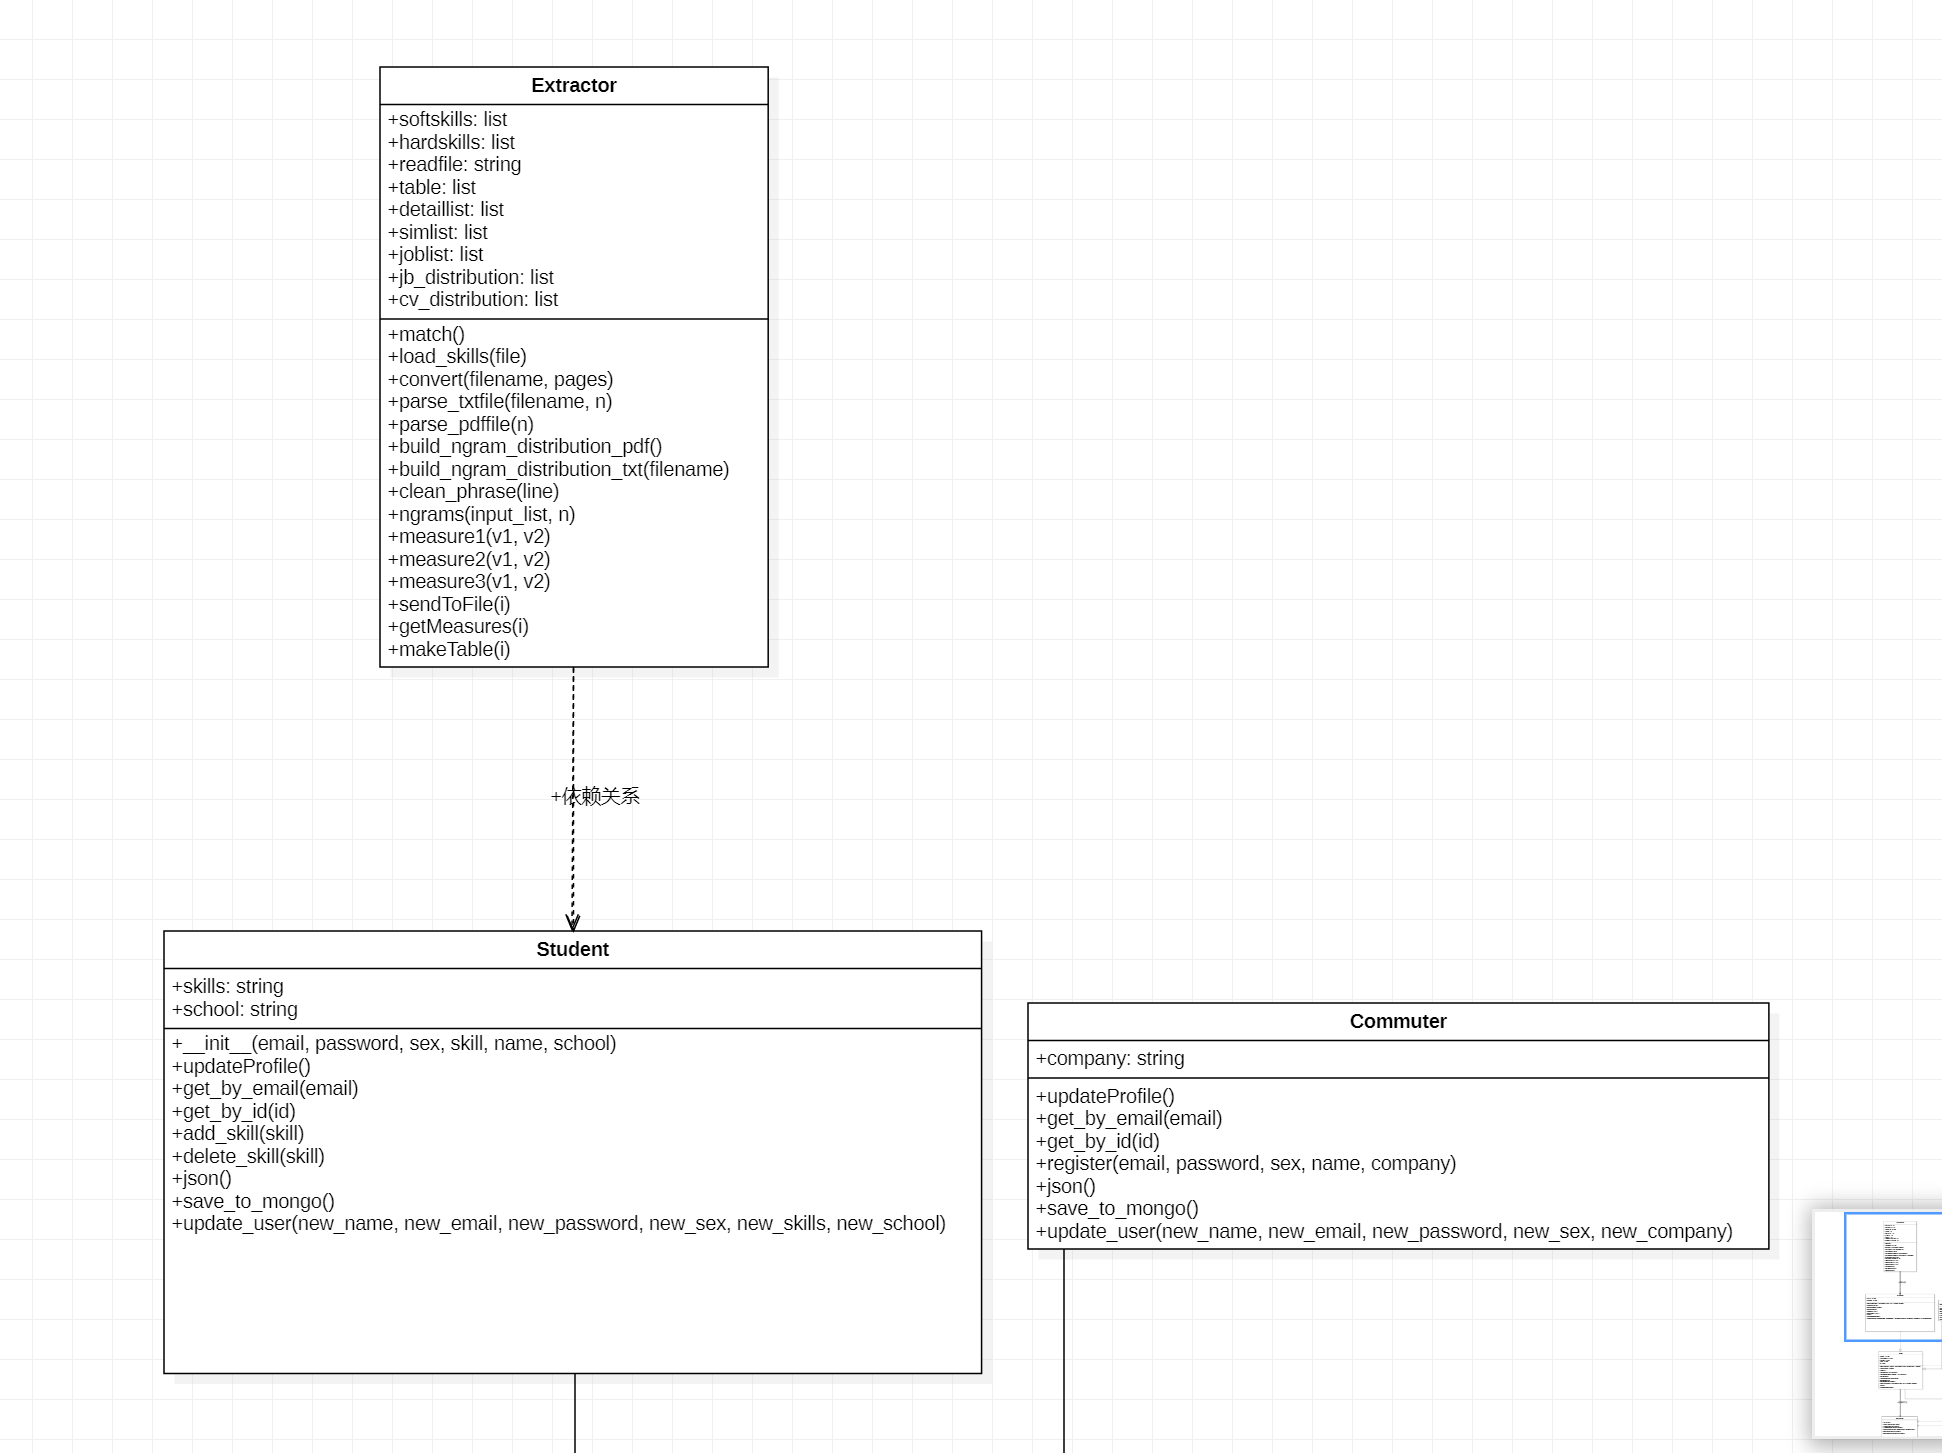 Extractor
+softskills: list
+hardskills: list
+readfile: string
+table: list
+detaillist: list
+simlist: list
+joblist: list
+jb_distribution: list
+cv_distribution: list
+match()
+load_skills(file)
+convert(filename, pages)
+parse_txtfile(filename, n)
+parse_pdffile(n)
+build_ngram_distribution_pdf()
+build_ngram_distribution_txt(filename)
+clean_phrase(line)
+ngrams(input_list, n)
+measure1(v1, v2)
+measure2(v1, v2)
+measure3(v1, v2)
+sendToFile(i)
+getMeasures(i)
+makeTable(i)
+依赖关系
Student
+skills: string
+school: string
+__init__(email, password, sex, skill, name, school)
+updateProfile()
+get_by_email(email)
+get_by_id(id)
+add_skill(skill)
+delete_skill(skill)
+json()
+save_to_mongo()
+update_user(new_name, new_email, new_password, new_sex, new_skills, new_school)
Commuter
+company: string
+updateProfile()
+get_by_email(email)
+get_by_id(id)
+register(email, password, sex, name, company)
+json()
+save_to_mongo()
+update_user(new_name, new_email, new_password, new_sex, new_company)